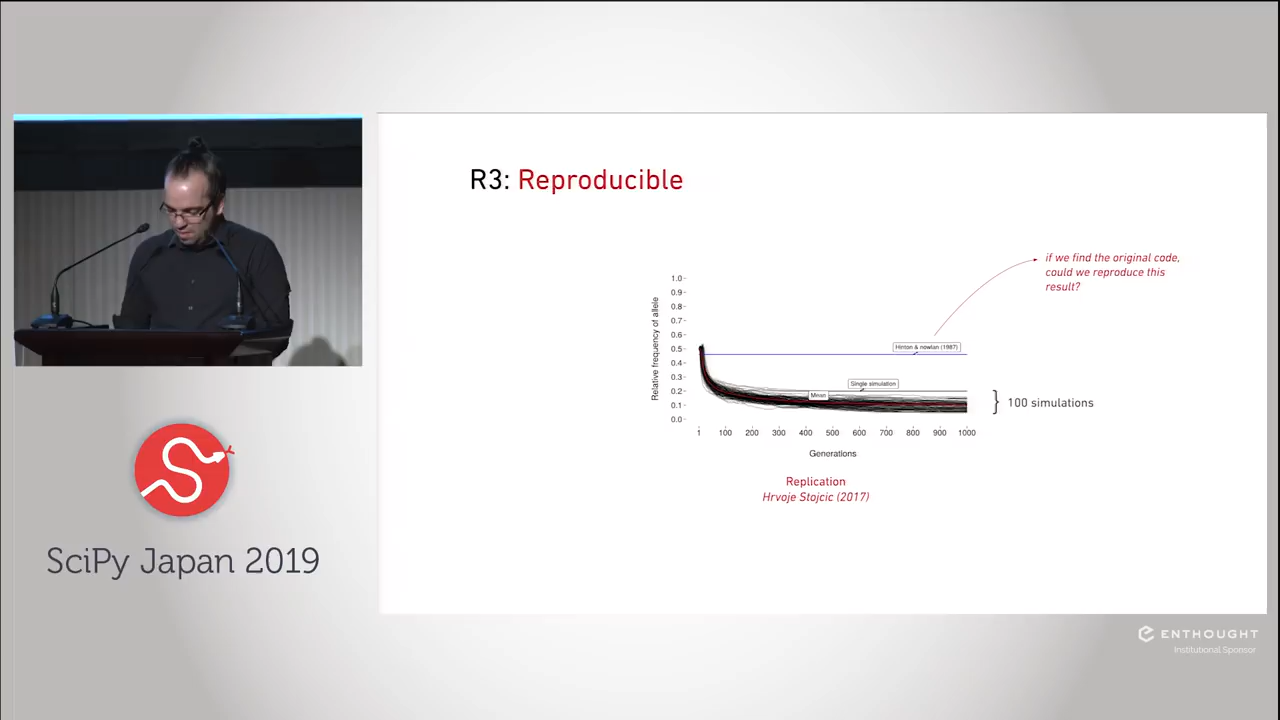 R3: Reproducible
if we find the original code,
could we reproduce this
result?
Relative frequency of allele
1.0
0.9
0.8
0.7
0.6
0.5
0.4
0.3
0.2
0.1
0.0
Hinton & nowlan (1987)
Single simulation
Mean
100 simulations
1 100 200 300 400 500 600 700 800 900 1000
Generations
Replication
Hrvoje Stojcic (2017)
SciPy Japan 2019
ENTHOUGHT
Institutional Sponsor